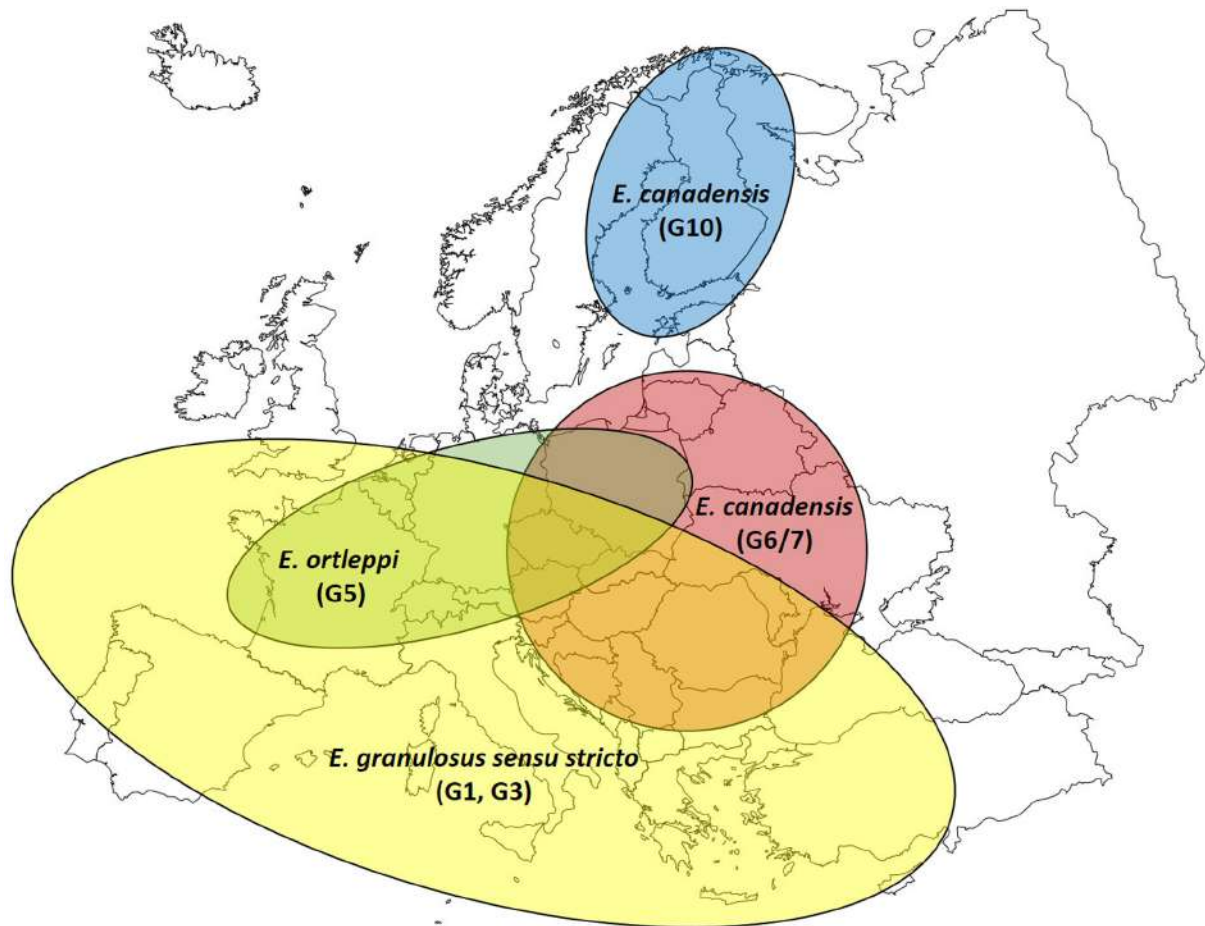 E. canadensis
(G10)
E. canadensis
(G6/7)
E. ortleppi
(G5)
E. granulosus sensu stricto
(G1, G3)